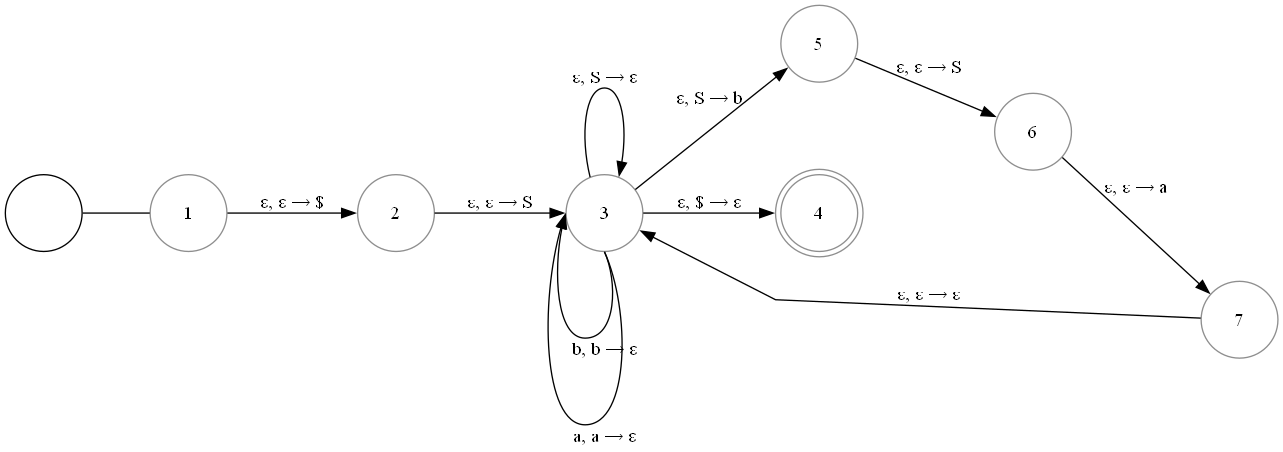 5
ε, S → ε
ε, ε → S
ε, S → b
6
1
ε, ε → $
2
ε, ε → S
3
ε, $ → ε
4
ε, ε → a
ε, ε → ε
7
b, b → ε
a, a → ε